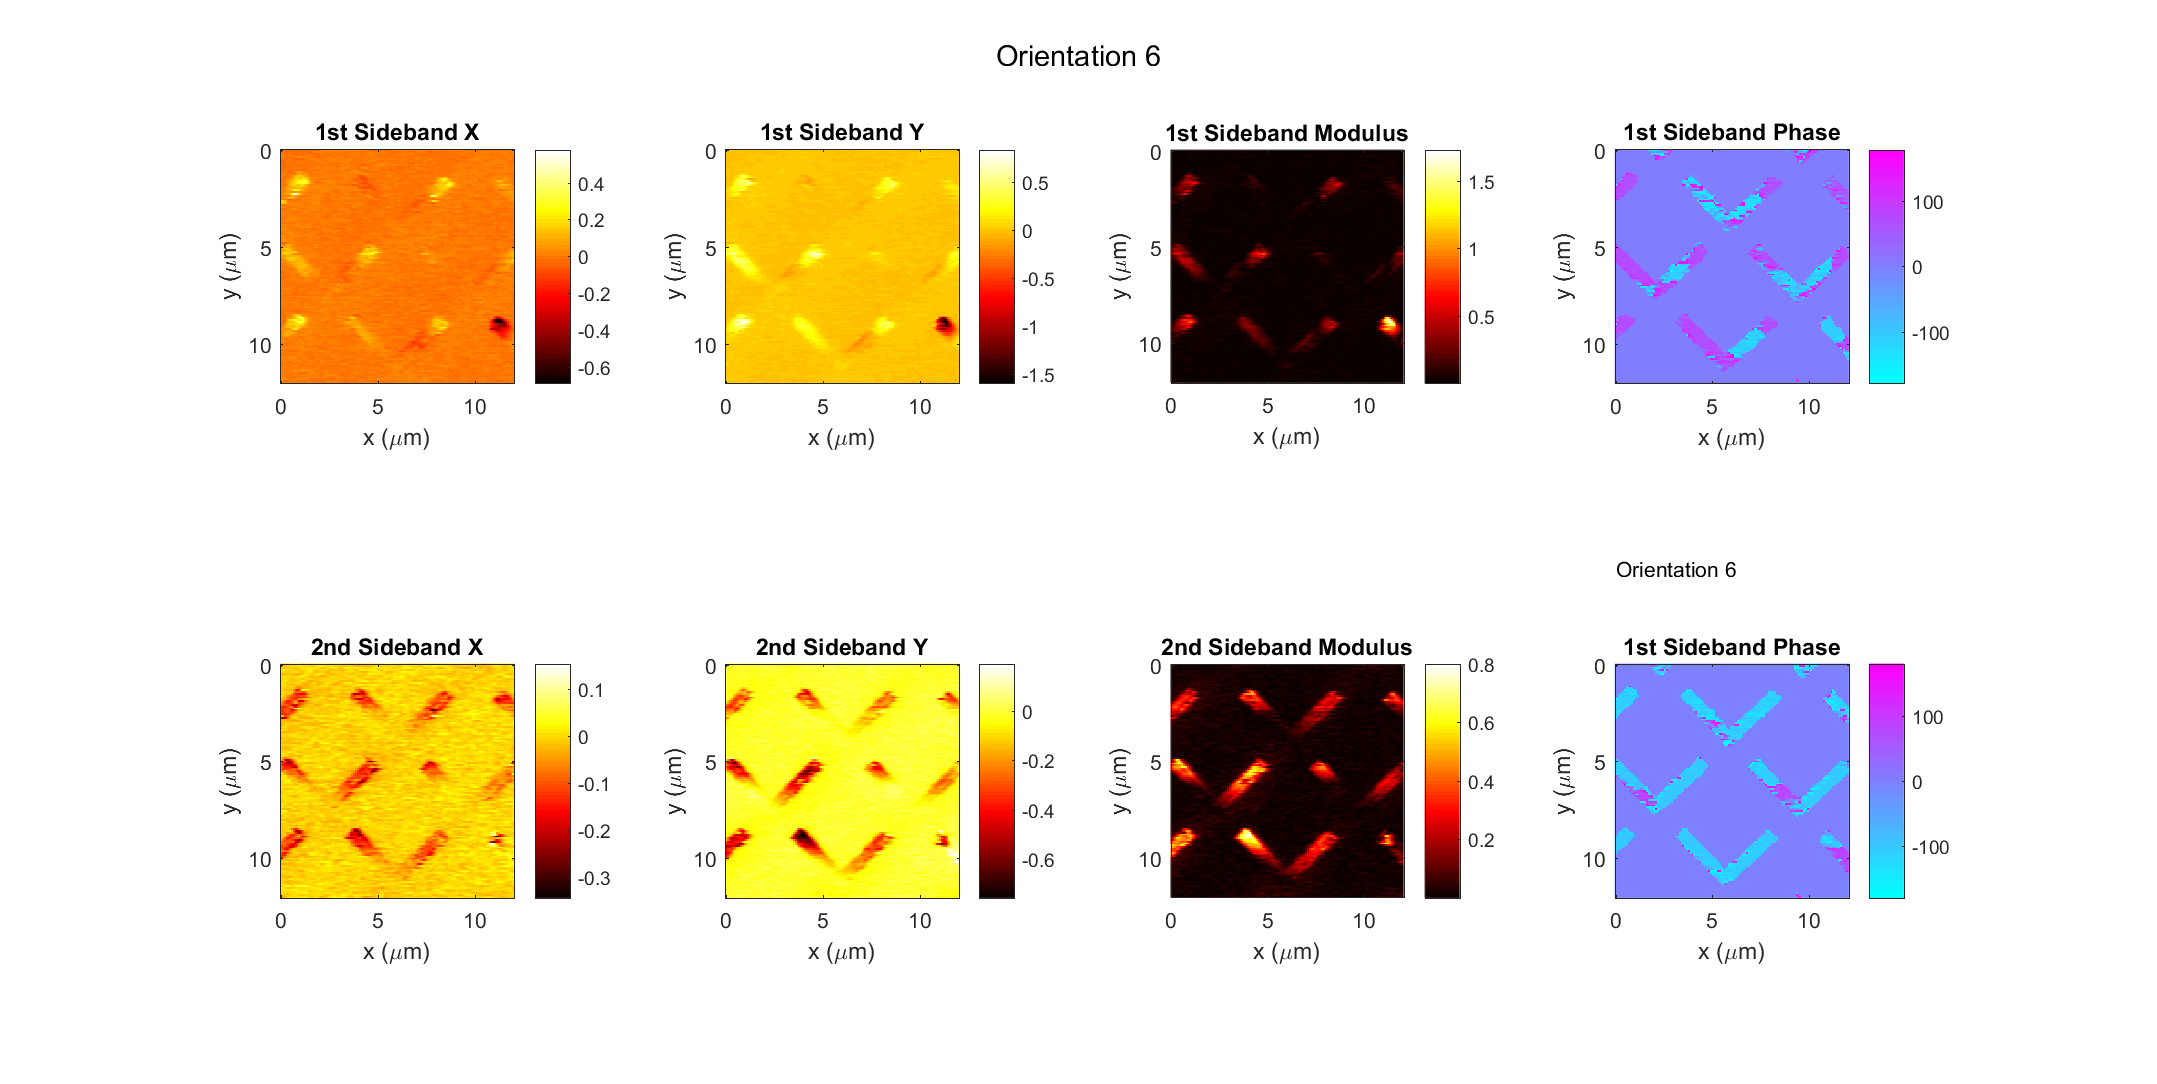 Orientation 6
1st Sideband X
0
5
10
y (μm)
0 5 10
x (μm)
0.4
0.2
0
-0.2
-0.4
-0.6
1st Sideband Y
0
5
10
y (μm)
0 5 10
x (μm)
0.5
0
-0.5
-1
-1.5
1st Sideband Modulus
0
5
10
y (μm)
0 5 10
x (μm)
1.5
1
0.5
1st Sideband Phase
0
5
10
y (μm)
0 5 10
x (μm)
100
0
-100
Orientation 6
2nd Sideband X
0
5
10
y (μm)
0 5 10
x (μm)
0.1
0
-0.1
-0.2
-0.3
2nd Sideband Y
0
5
10
y (μm)
0 5 10
x (μm)
0
-0.2
-0.4
-0.6
2nd Sideband Modulus
0
5
10
y (μm)
0 5 10
x (μm)
0.8
0.6
0.4
0.2
1st Sideband Phase
0
5
10
y (μm)
0 5 10
x (μm)
100
0
-100